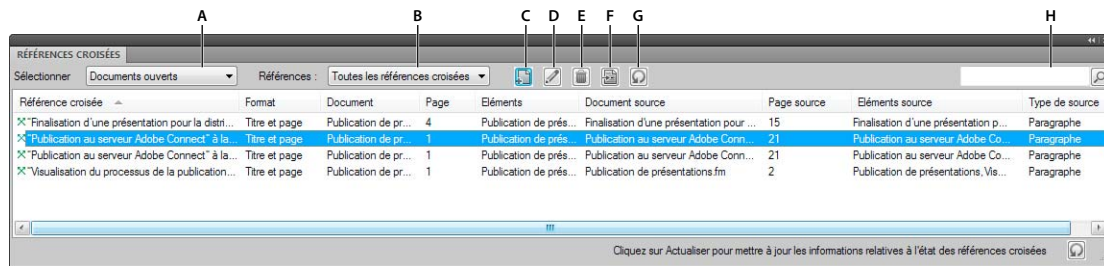 A B C D E F G H
RÉFÉRENCES CROISÉES
Sélectionner Documents ouverts Références : Toutes les références croisées
Référence croisée Format Document Page Eléments Document source Page source Eléments source Type de source
"Finalisation d'une présentation pour la distri... Titre et page Publication de pr... 4 Publication de prés... Finalisation d'une présentation pour ... 15 Finalisation d'une présentation p... Paragraphe
"Publication au serveur Adobe Connect" à la... Titre et page Publication de pr... 1 Publication de prés... Publication au serveur Adobe Conn... 21 Publication au serveur Adobe Co... Paragraphe
"Publication au serveur Adobe Connect" à la... Titre et page Publication de pr... 1 Publication de prés... Publication au serveur Adobe Conn... 21 Publication au serveur Adobe Co... Paragraphe
"Visualisation du processus de la publication... Titre et page Publication de pr... 1 Publication de prés... Publication de présentations.fm 2 Publication de présentations, Vis... Paragraphe
Cliquez sur Actualiser pour mettre à jour les informations relatives à l'état des références croisées